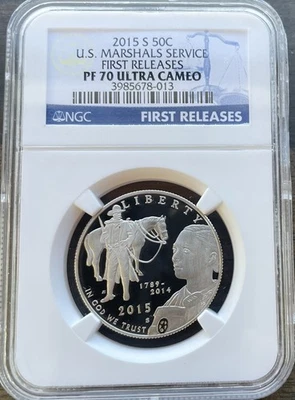 2015 S 50C
U.S. MARSHALS SERVICE
FIRST RELEASES
PF 70 ULTRA CAMEO
3985678-013
NGC FIRST RELEASES
LIBERTY
1789-
2014
2015
S
IN GOD WE TRUST